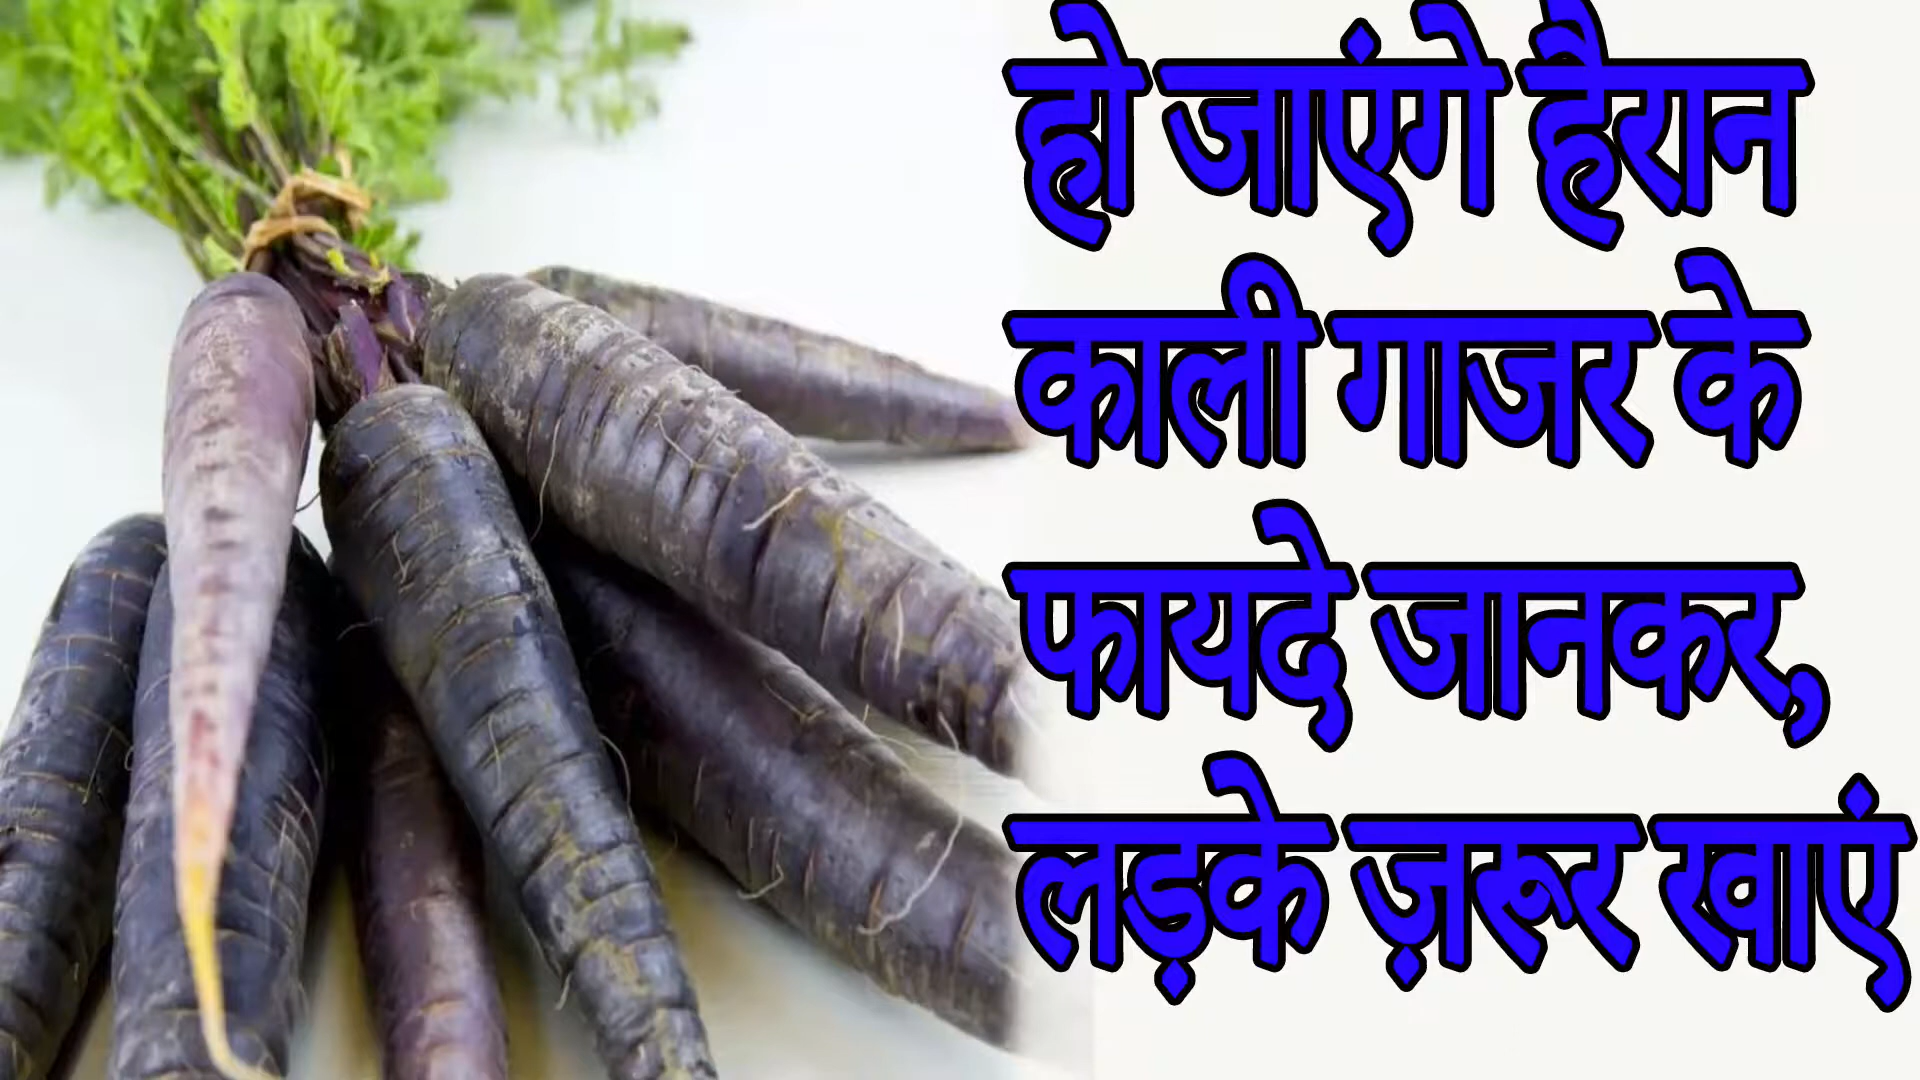 हो जाएंगे हैरान
काली गाजर के
फायदे जानकर,
लड़के ज़रूर खाएं